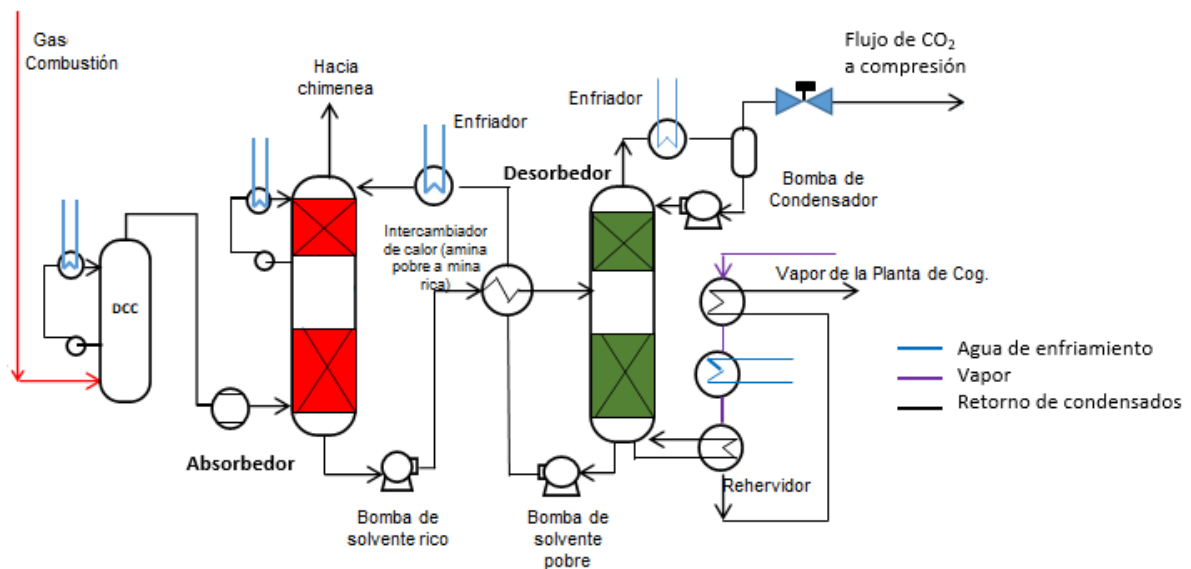 Gas
Combustión
Hacia
chimenea
Enfriador
Enfriador
Flujo de CO₂
a compresión
Desorbedor
Bomba de
Condensador
Intercambiador
de calor (amina
pobre a mina
rica)
Vapor de la Planta de Cog.
DCC
Agua de enfriamiento
Vapor
Retorno de condensados
Absorbedor
Rehervidor
Bomba de
solvente rico
Bomba de
solvente
pobre